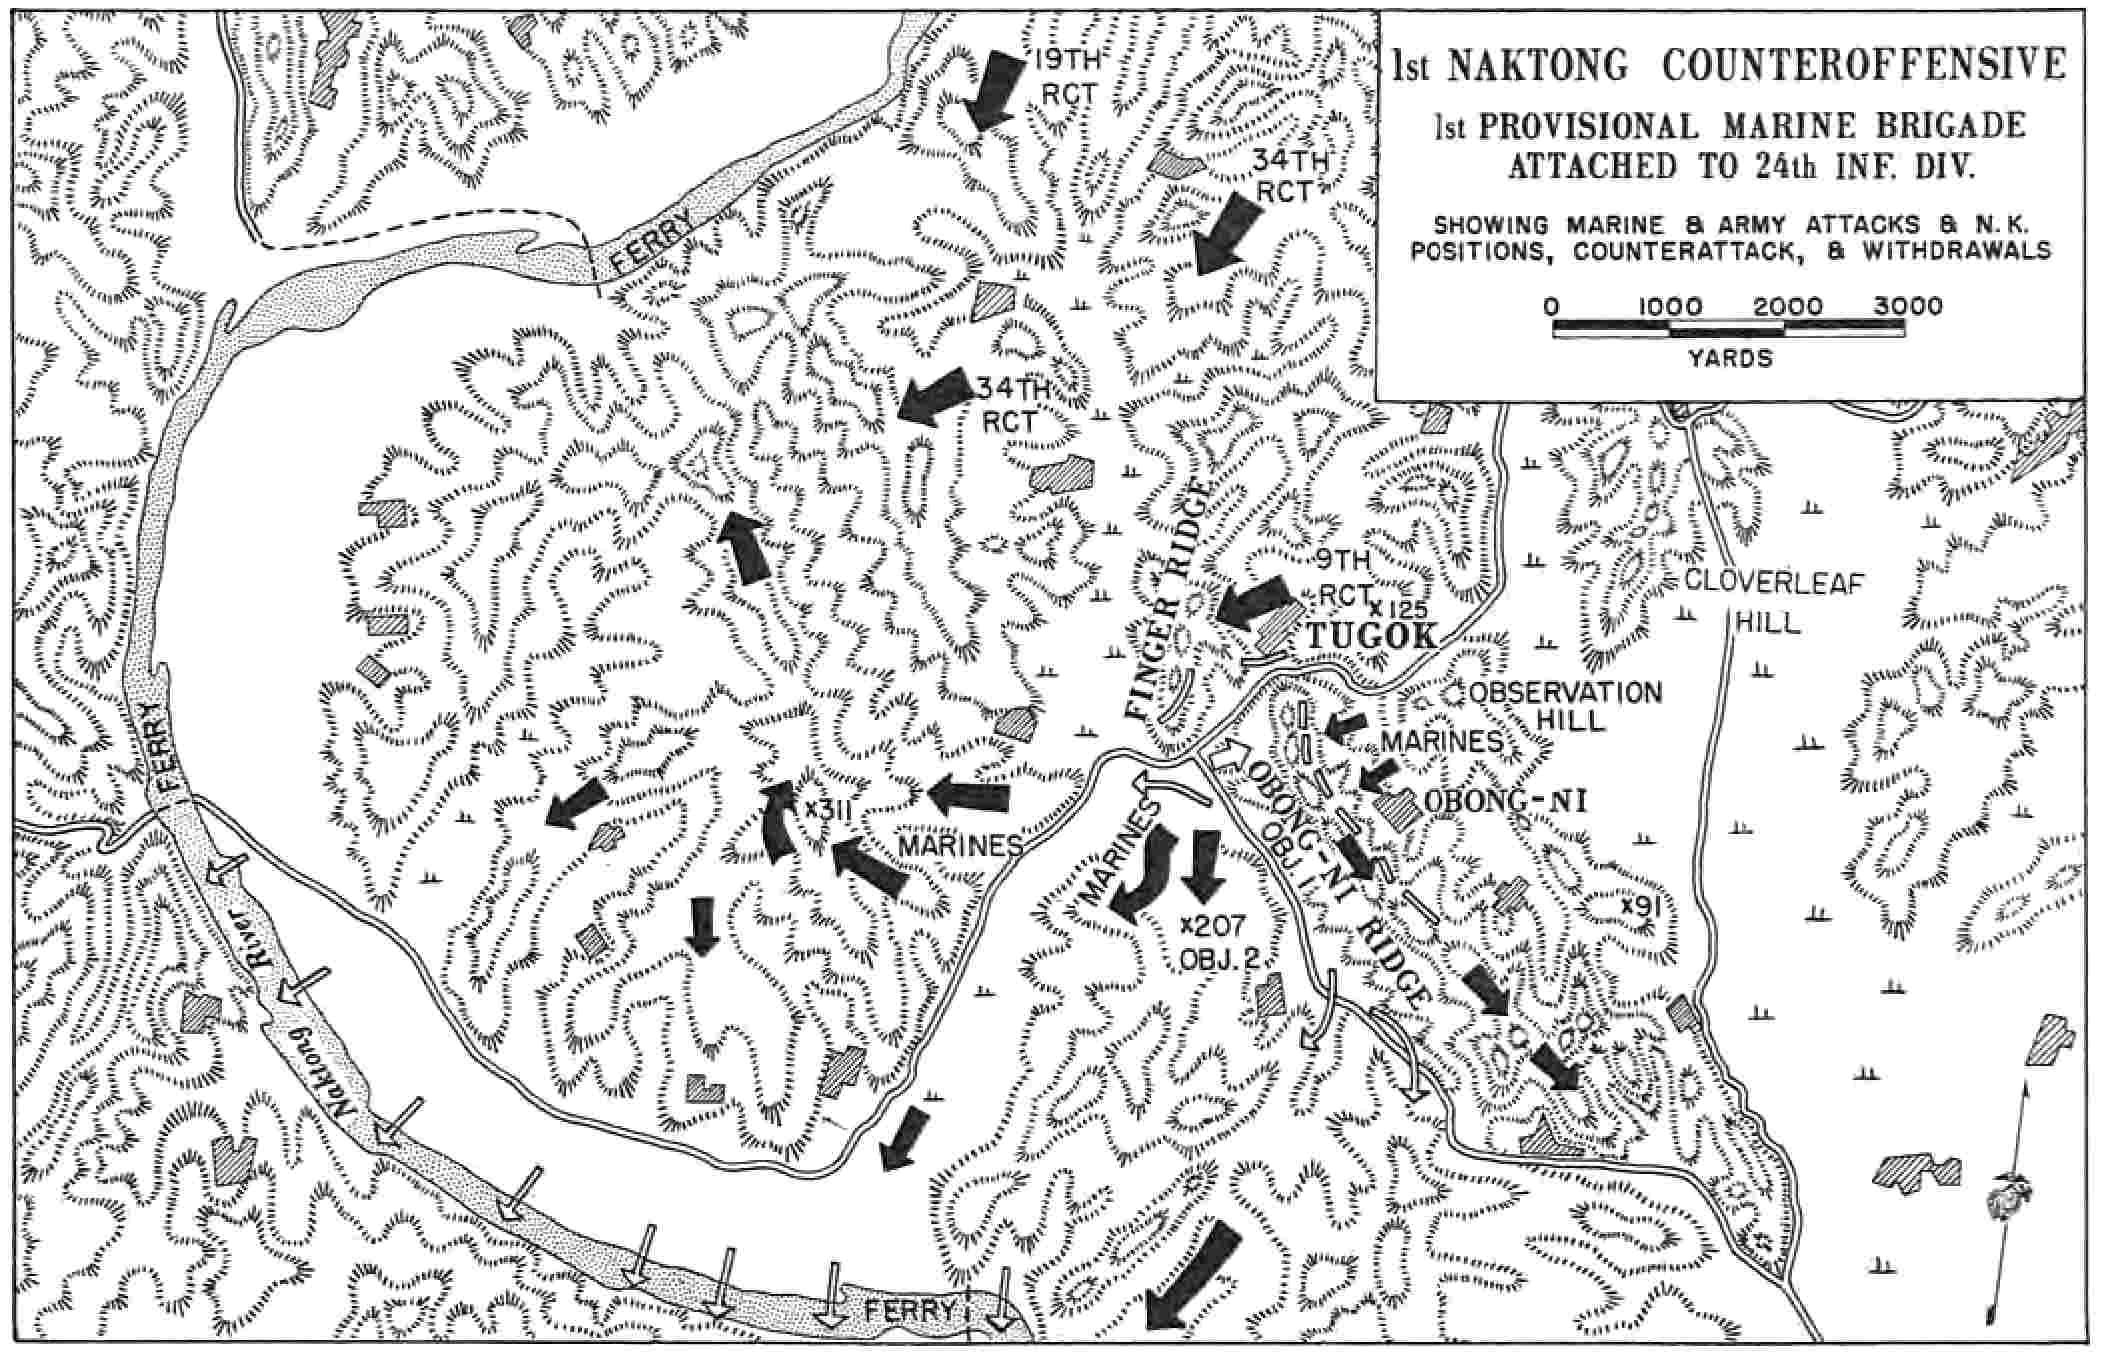 1st NAKTONG COUNTEROFFENSIVE
1st PROVISIONAL MARINE BRIGADE
ATTACHED TO 24th INF. DIV.
SHOWING MARINE & ARMY ATTACKS & N.K.
POSITIONS, COUNTERATTACK, & WITHDRAWALS
0 1000 2000 3000
YARDS
19TH
RCT
34TH
RCT
FERRY
34TH
RCT
FINGER RIDGE
9TH
RCT
x125
TUGOK
CLOVERLEAF
HILL
OBSERVATION
HILL
MARINES
OBONG-NI
OBONG-NI RIDGE
OBJ. 1
FERRY
x311
MARINES
MARINES
x207
OBJ. 2
x91
Naktong River
FERRY